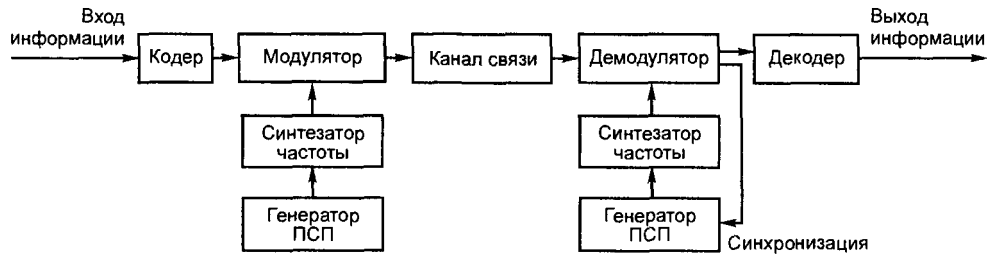 Вход
информации
Кодер
Модулятор
Канал связи
Демодулятор
Декодер
Выход
информации
Синтезатор
частоты
Синтезатор
частоты
Генератор
ПСП
Генератор
ПСП
Синхронизация